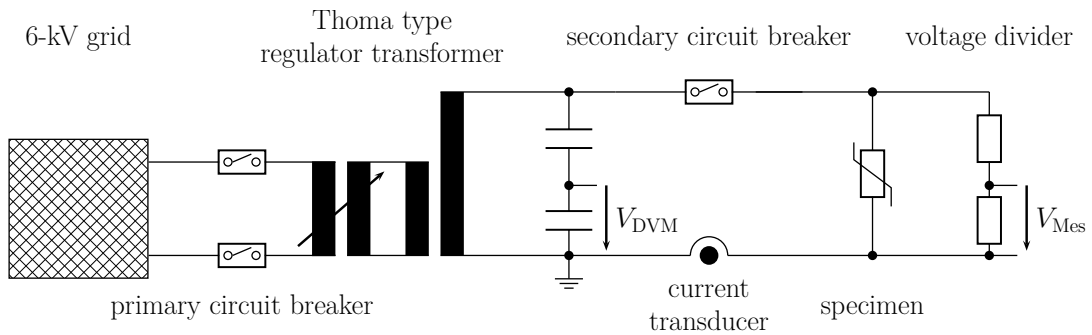 6-kV grid
Thoma type
regulator transformer
secondary circuit breaker
voltage divider
V_DVM
V_Mes
primary circuit breaker
current
transducer
specimen